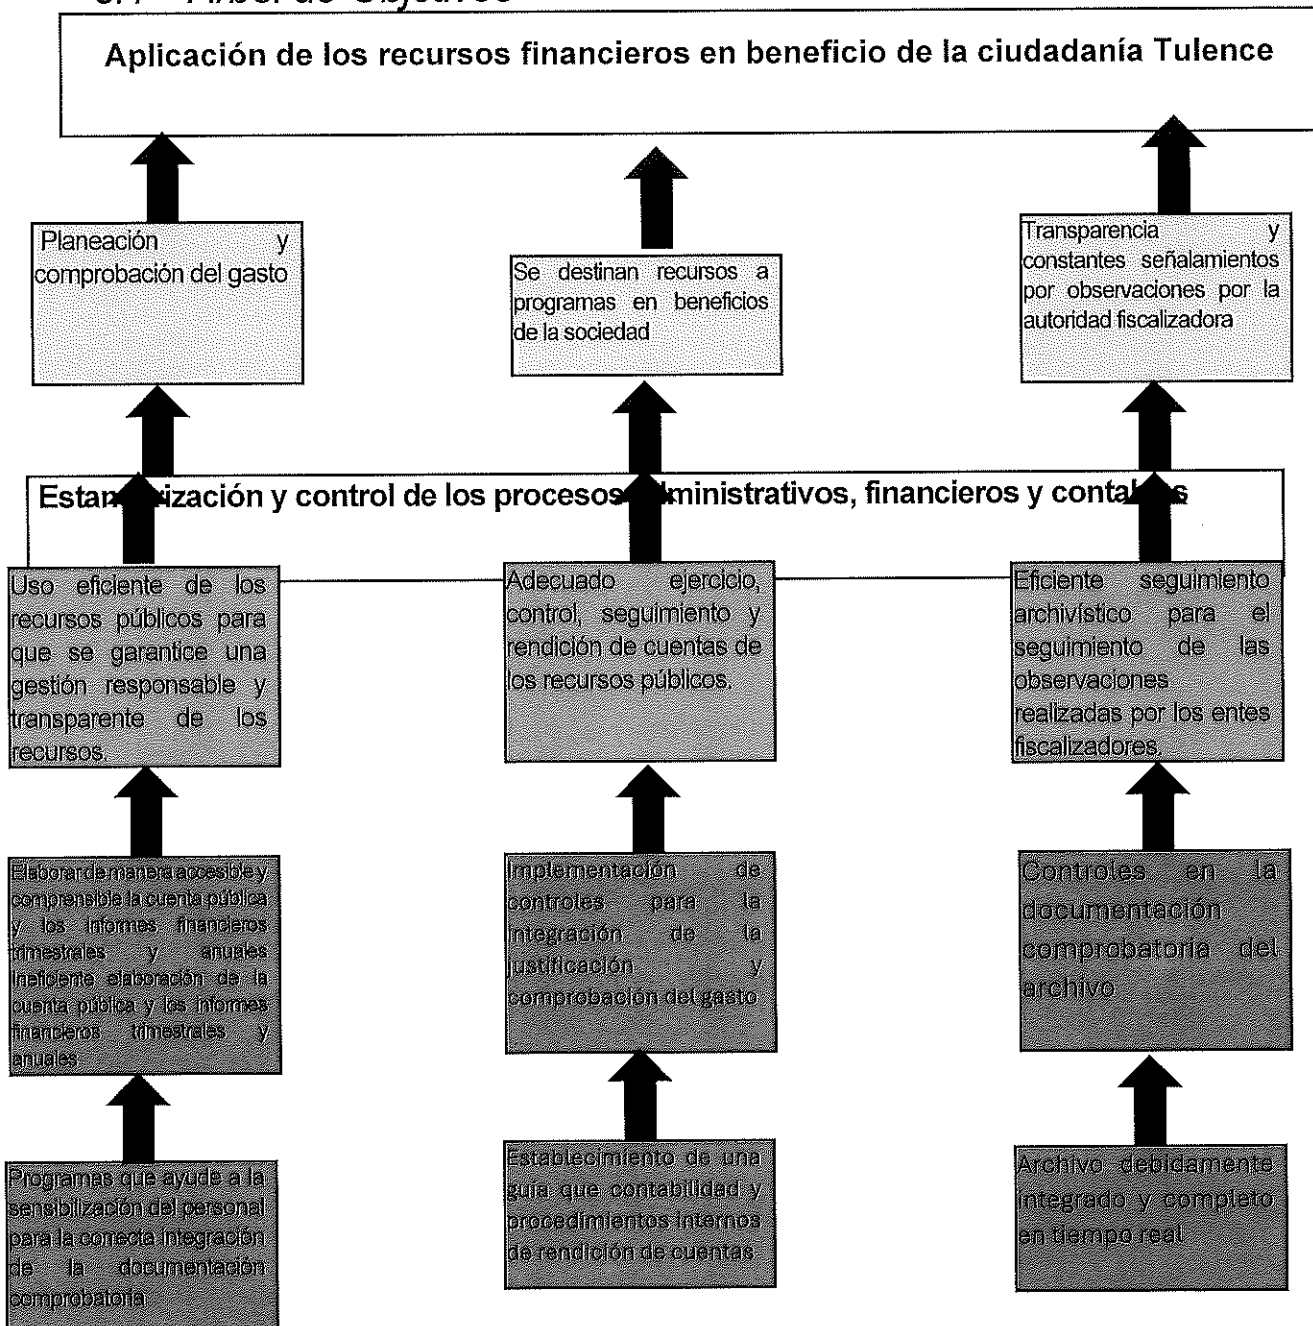 Árbol de Objetivos
Aplicación de los recursos financieros en beneficio de la ciudadanía Tulence
Planeación y
comprobación del gasto
Se destinan recursos a
programas en beneficios
de la sociedad
Transparencia y
constantes señalamientos
por observaciones por la
autoridad fiscalizadora
y control de los procesos financieros y
Uso eficiente de los
recursos públicos para
que se garantice una
gestión responsable y
transparente de los
recursos.
Adecuado ejercicio,
control, seguimiento y
rendición de cuentas de
los recursos públicos.
Eficiente seguimiento
archivístico para el
seguimiento de las
observaciones
realizadas por los entes
fiscalizadores.
Elaborar de manera accesible y
comprensible la cuenta pública
y los informes financieros
trimestrales y anuales
Ineficiente elaboración de la
cuenta pública y los informes
financieros trimestrales y
anuales
Implementación de
controles para la
integración de la
justificación y
comprobación del gasto
Controles en la
documentación
comprobatoria del
archivo
Programas que ayude a la
sensibilización del personal
para la correcta integración
de la documentación
comprobatoria
Establecimiento de una
guía que contabilidad y
procedimientos internos
de rendición de cuentas
Archivo debidamente
integrado y completo
en tiempo real